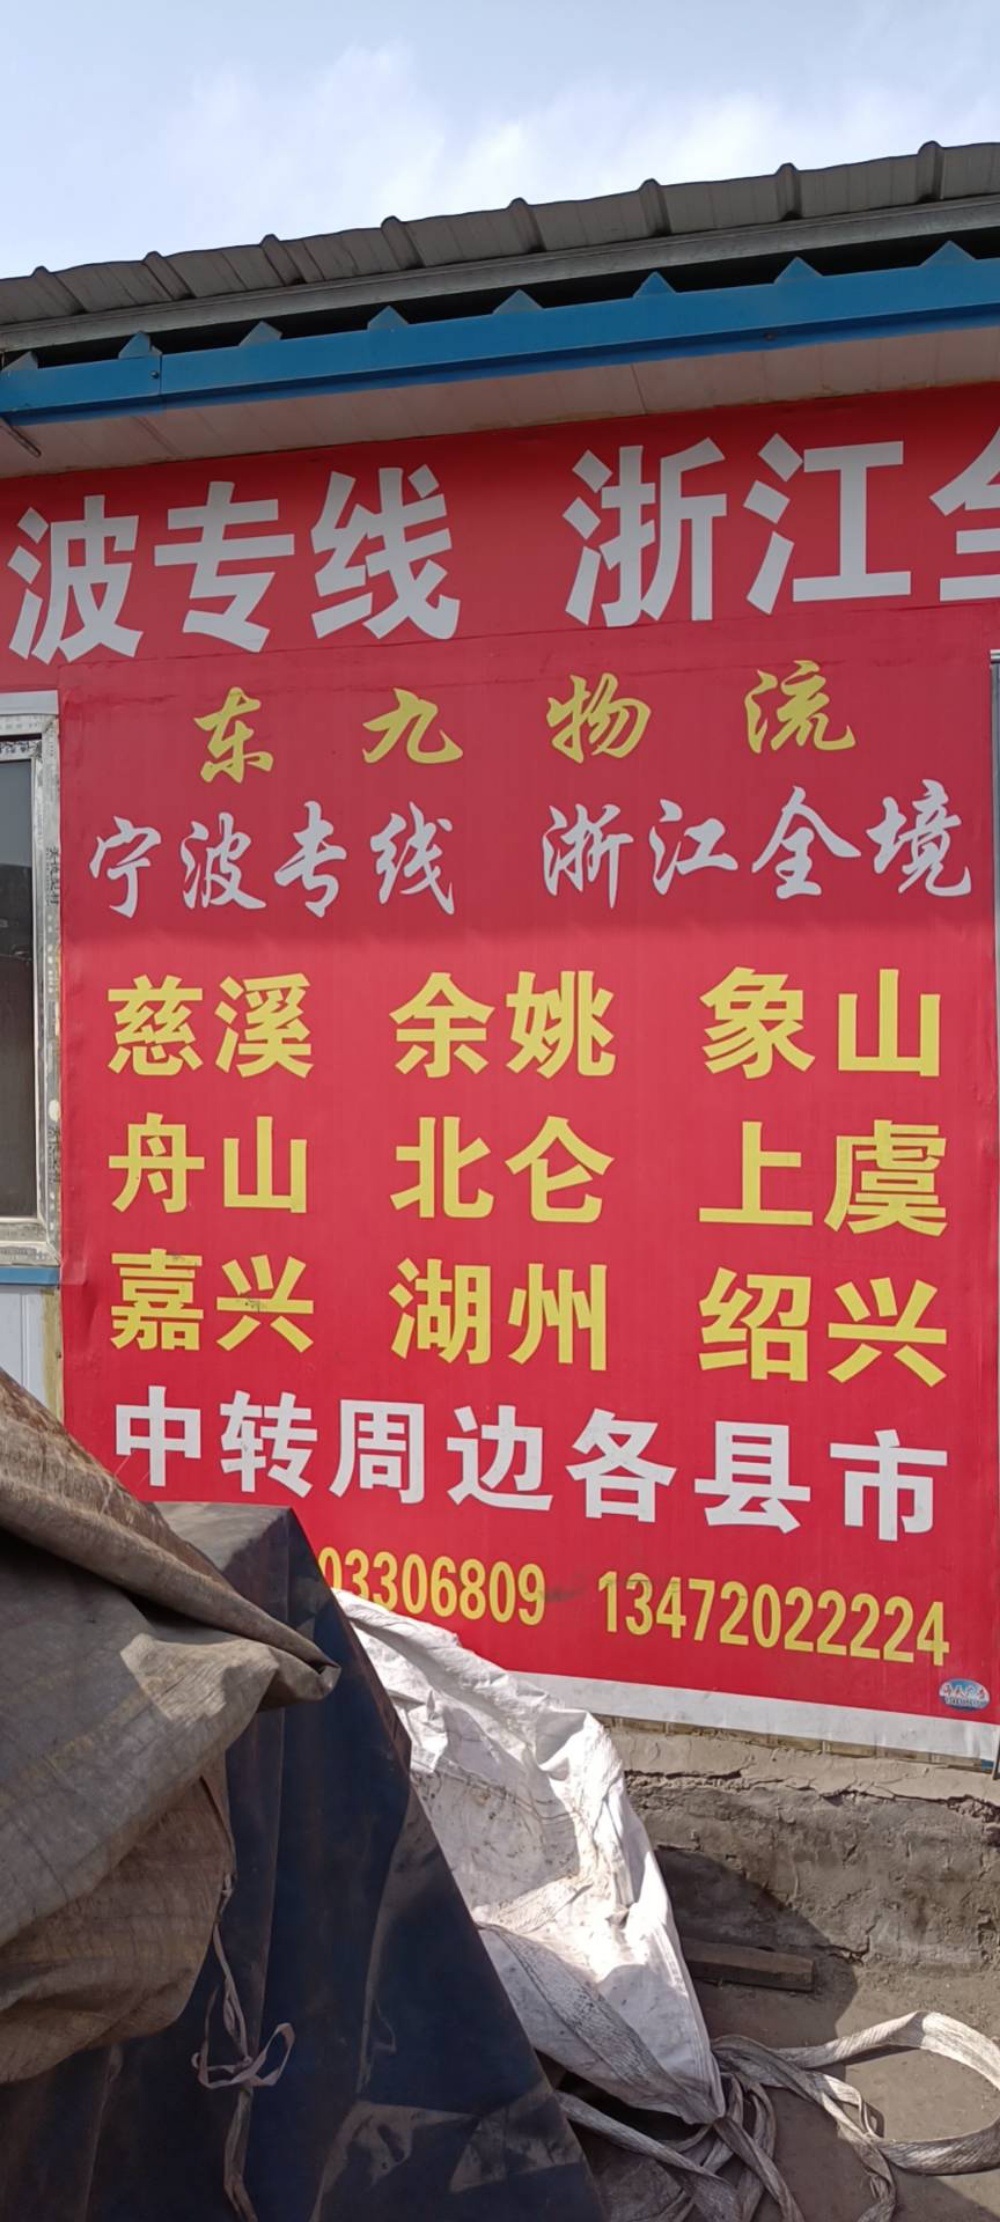 波专线 浙江全
东九物流
宁波专线 浙江全境
慈溪 余姚 象山
舟山 北仑 上虞
嘉兴 湖州 绍兴
中转周边各县市
03306809 13472022224